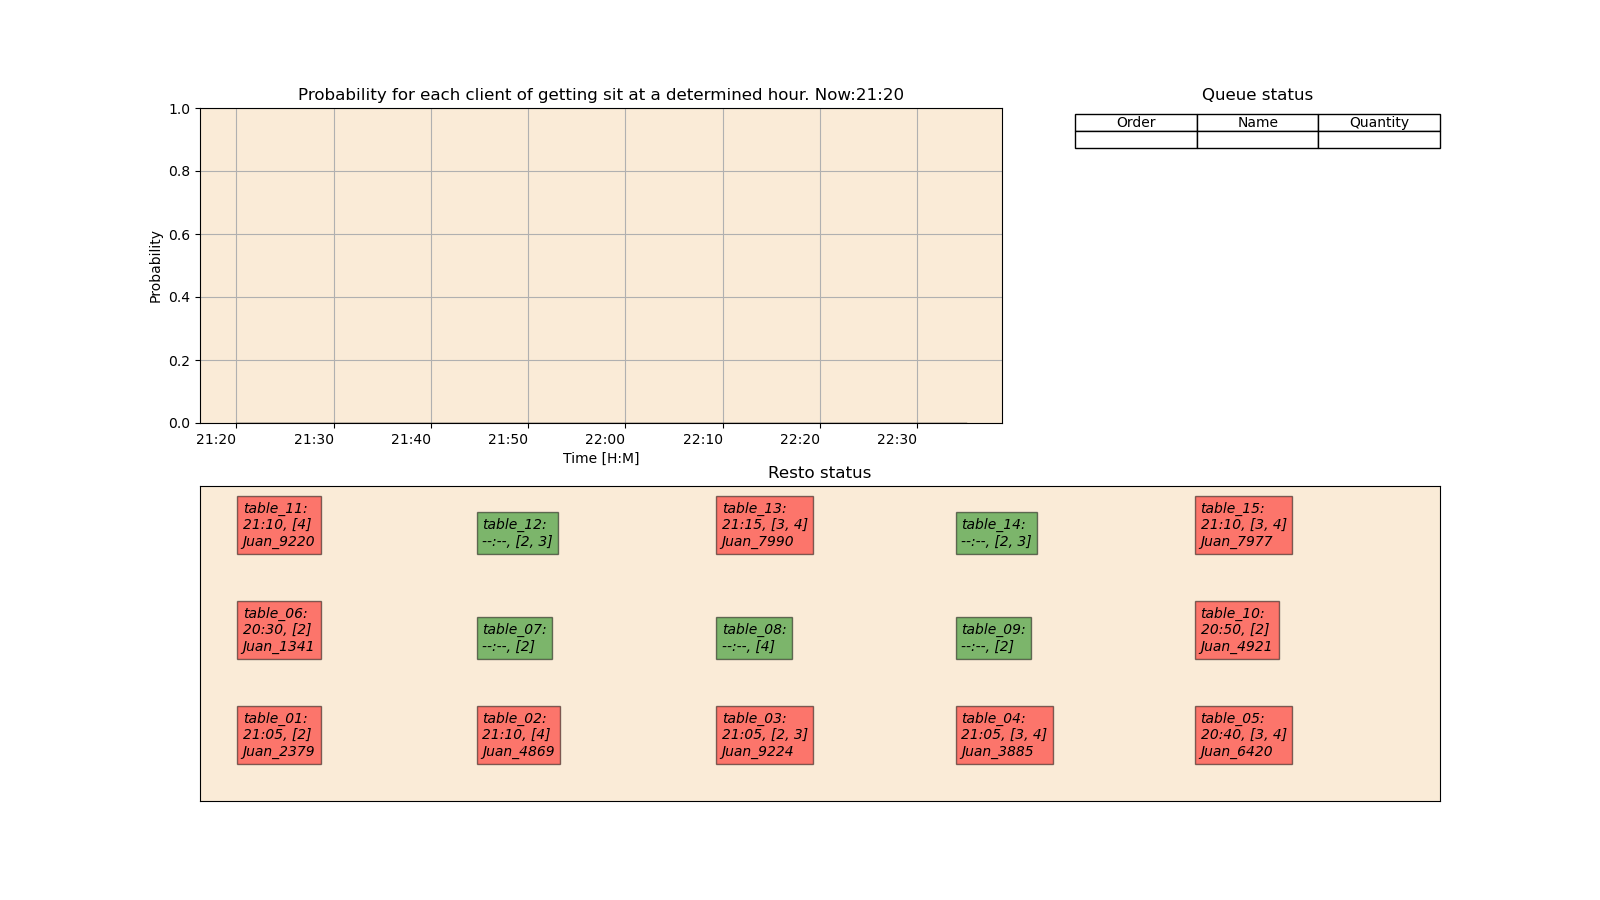 Probability for each client of getting sit at a determined hour. Now:21:20
1.0
0.8
0.6
0.4
0.2
0.0
Probability
21:20 21:30 21:40 21:50 22:00 22:10 22:20 22:30
Time [H:M]
Queue status
Order Name Quantity
Resto status
table_11:
21:10, [4]
Juan_9220
table_12:
--:--, [2, 3]
table_13:
21:15, [3, 4]
Juan_7990
table_14:
--:--, [2, 3]
table_15:
21:10, [3, 4]
Juan_7977
table_06:
20:30, [2]
Juan_1341
table_07:
--:--, [2]
table_08:
--:--, [4]
table_09:
--:--, [2]
table_10:
20:50, [2]
Juan_4921
table_01:
21:05, [2]
Juan_2379
table_02:
21:10, [4]
Juan_4869
table_03:
21:05, [2, 3]
Juan_9224
table_04:
21:05, [3, 4]
Juan_3885
table_05:
20:40, [3, 4]
Juan_6420